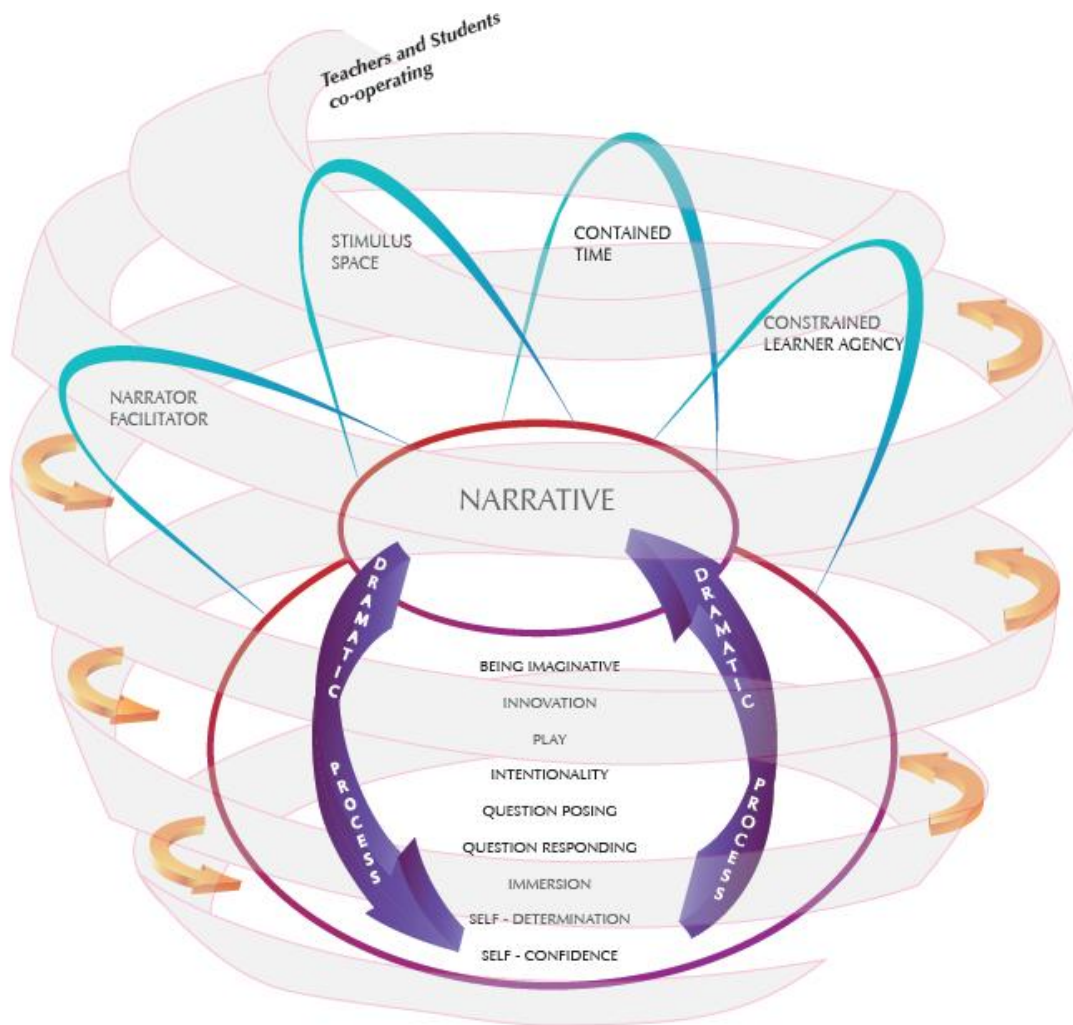 Teachers and Students
co-operating
STIMULUS
SPACE
CONTAINED
TIME
CONSTRAINED
LEARNER AGENCY
NARRATOR
FACILITATOR
NARRATIVE
DRAMATIC PROCESS
DRAMATIC PROCESS
BEING IMAGINATIVE
INNOVATION
PLAY
INTENTIONALITY
QUESTION POSING
QUESTION RESPONDING
IMMERSION
SELF - DETERMINATION
SELF - CONFIDENCE